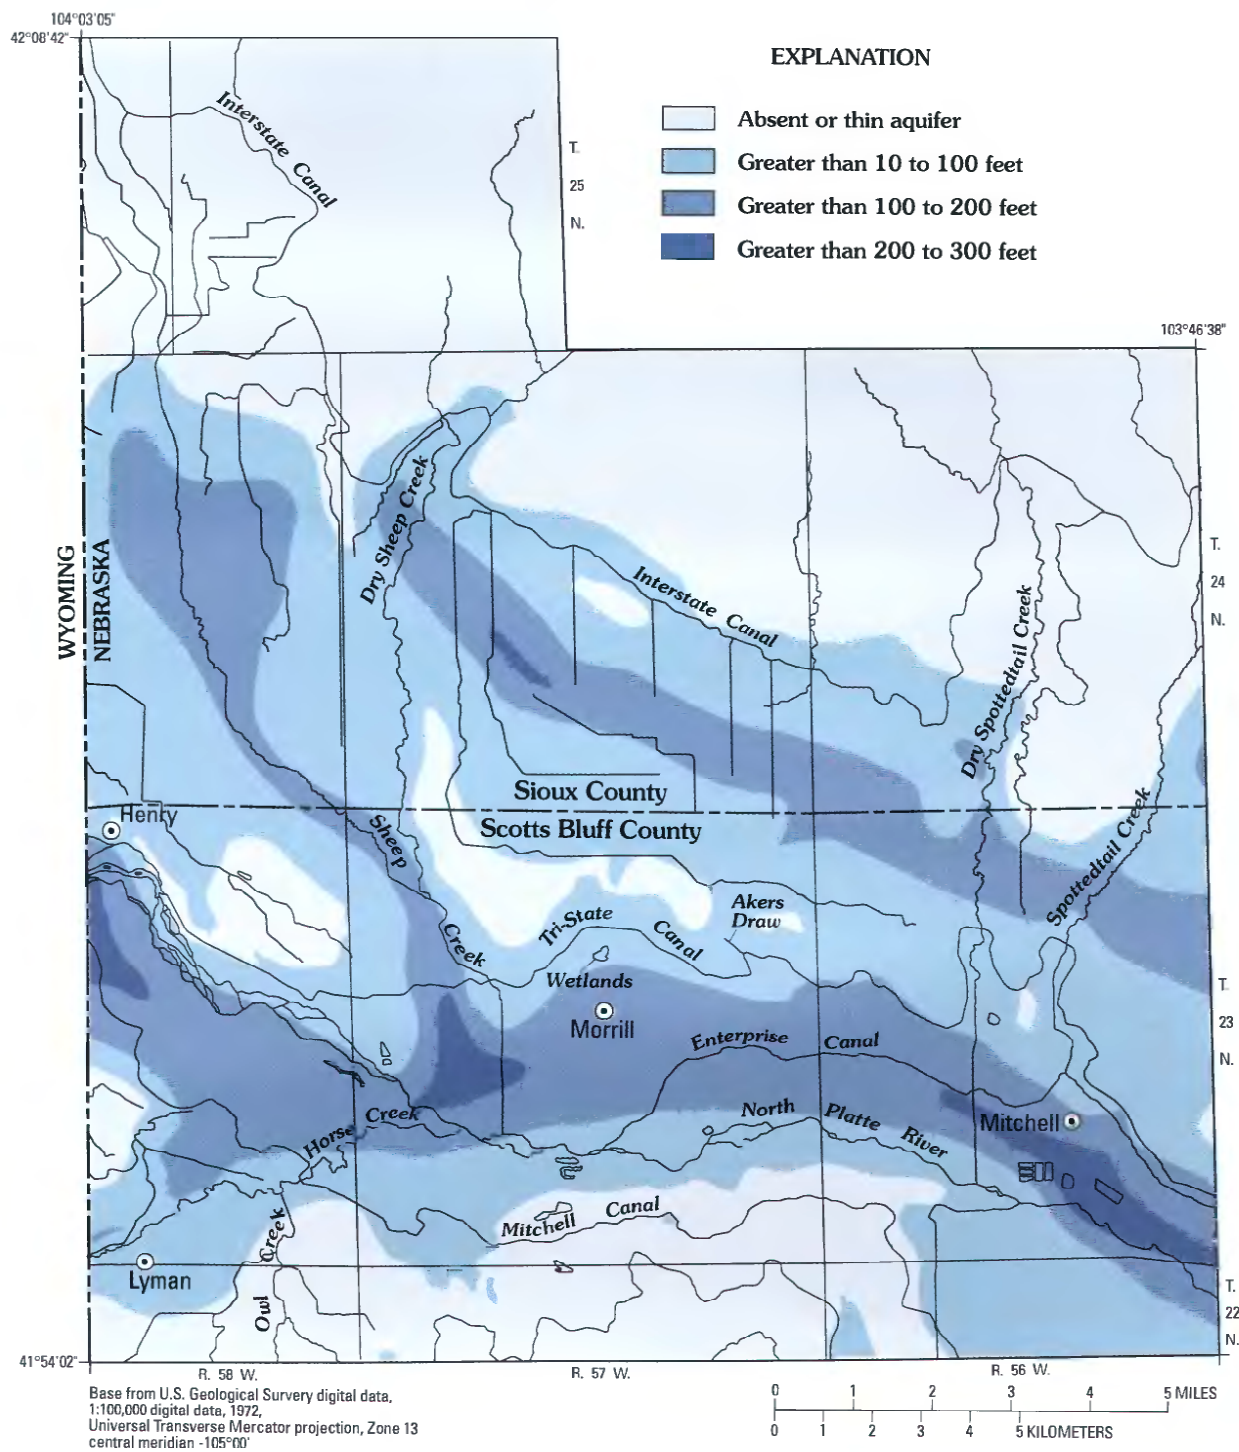 104°03'05"
42°08'42"
EXPLANATION
Absent or thin aquifer
Greater than 10 to 100 feet
Greater than 100 to 200 feet
Greater than 200 to 300 feet
Interstate Canal
T.
25
N.
103°46'38"
Dry Sheep Creek
WYOMING
NEBRASKA
Interstate Canal
T.
24
N.
Dry Spottedtail Creek
Sioux County
Scotts Bluff County
Henry
Sheep
Creek
Spottedtail Creek
Akers
Draw
Tri-State
Canal
Wetlands
Morrill
T.
23
N.
Enterprise Canal
Horse Creek
North Platte River
Mitchell
Mitchell Canal
Owl Creek
Lyman
T.
22
N.
41°54'02"
R. 58 W.
R. 57 W.
R. 56 W.
Base from U.S. Geological Survery digital data,
1:100,000 digital data, 1972,
Universal Transverse Mercator projection, Zone 13
central meridian -105°00'
0 1 2 3 4 5 MILES
0 1 2 3 4 5 KILOMETERS